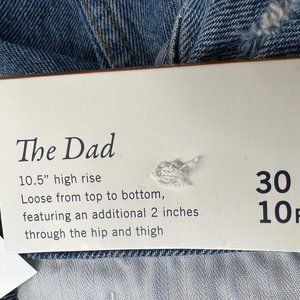 The Dad
10.5” high rise
Loose from top to bottom,
featuring an additional 2 inches
through the hip and thigh
30
10